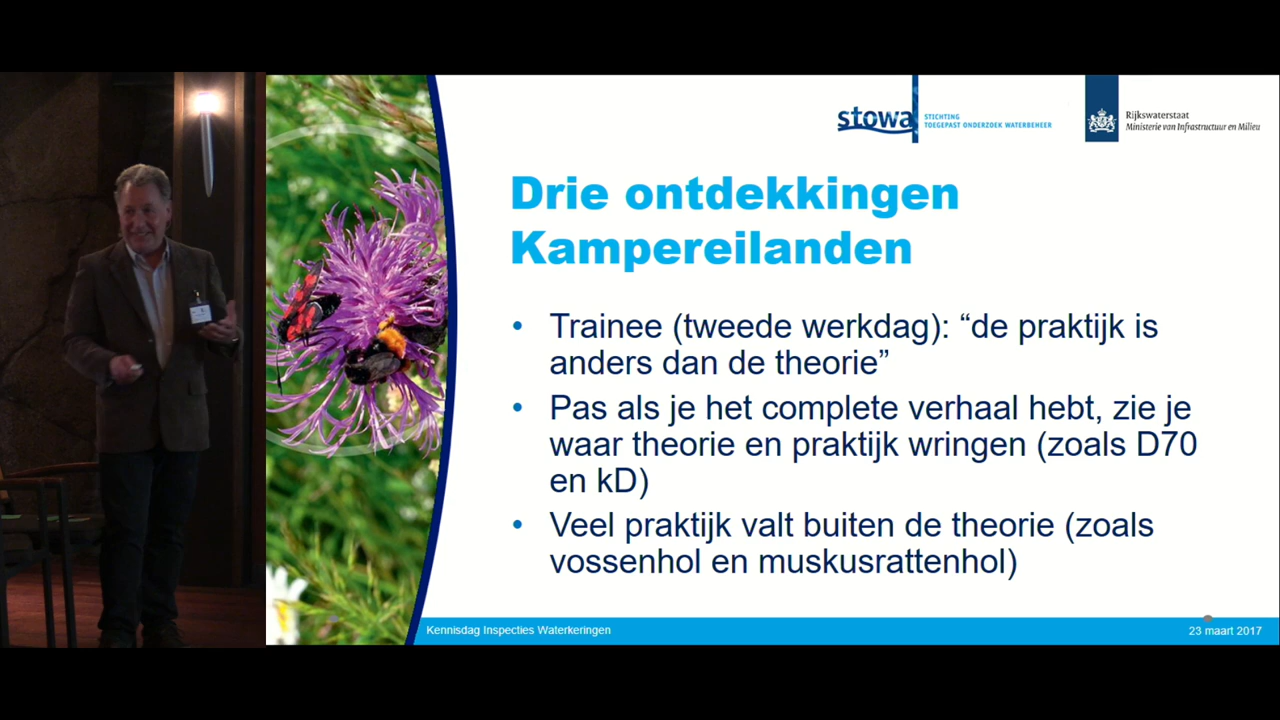 stowa
STICHTING
TOEGEPAST ONDERZOEK WATERBEHEER
Rijkswaterstaat
Ministerie van Infrastructuur en Milieu
Drie ontdekkingen
Kampereilanden
• Trainee (tweede werkdag): “de praktijk is
anders dan de theorie”
• Pas als je het complete verhaal hebt, zie je
waar theorie en praktijk wringen (zoals D70
en kD)
• Veel praktijk valt buiten de theorie (zoals
vossenhol en muskusrattenhol)
Kennisdag Inspecties Waterkeringen
23 maart 2017